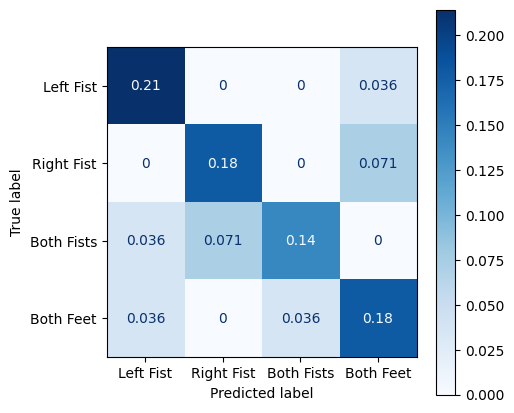 Left Fist 0.21 0 0 0.036
Right Fist 0 0.18 0 0.071
Both Fists 0.036 0.071 0.14 0
Both Feet 0.036 0 0.036 0.18
Left Fist Right Fist Both Fists Both Feet
Predicted label
True label
0.200
0.175
0.150
0.125
0.100
0.075
0.050
0.025
0.000